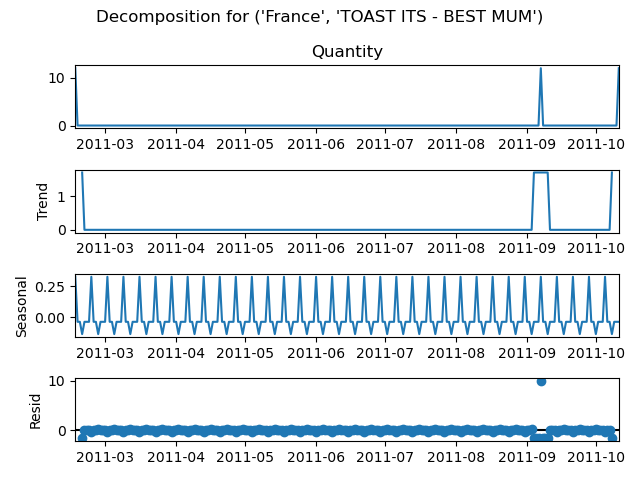 Decomposition for ('France', 'TOAST ITS - BEST MUM')
Quantity
10
0
2011-03 2011-04 2011-05 2011-06 2011-07 2011-08 2011-09 2011-10
Trend
1
0
2011-03 2011-04 2011-05 2011-06 2011-07 2011-08 2011-09 2011-10
Seasonal
0.25
0.00
2011-03 2011-04 2011-05 2011-06 2011-07 2011-08 2011-09 2011-10
Resid
10
0
2011-03 2011-04 2011-05 2011-06 2011-07 2011-08 2011-09 2011-10